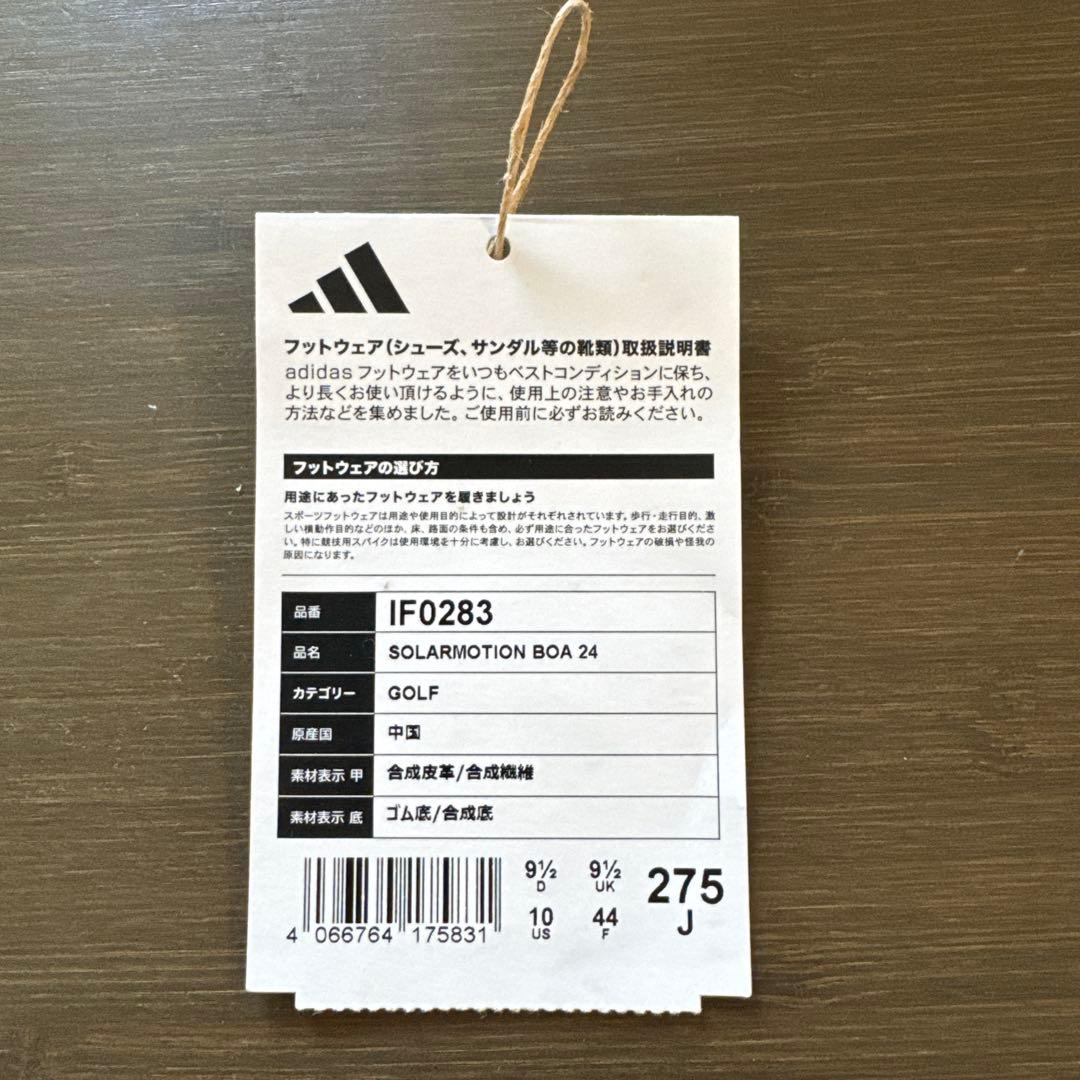 フットウェア(シューズ、サンダル等の靴類)取扱説明書
adidas フットウェアをいつもベストコンディションに保ち、
より長くお使い頂けるように、使用上の注意やお手入れの
方法などを集めました。ご使用前に必ずお読みください。
フットウェアの選び方
用途にあったフットウェアを履きましょう
スポーツフットウェアは用途や使用目的によって設計がそれぞれされています。歩行・走行目的、激
しい横動作目的などのほか、床、路面の条件も含め、必ず用途に合ったフットウェアをお選びくださ
い。特に競技用スパイクは使用環境を十分に考慮し、お選びください。フットウェアの破損や怪我の
原因になります。
品番 IF0283
品名 SOLARMOTION BOA 24
カテゴリー GOLF
原産国 中国
素材表示 甲 合成皮革/合成繊維
素材表示 底 ゴム底/合成底
9½ D 9½ UK 275 J
10 US 44 F
4 066764 175831